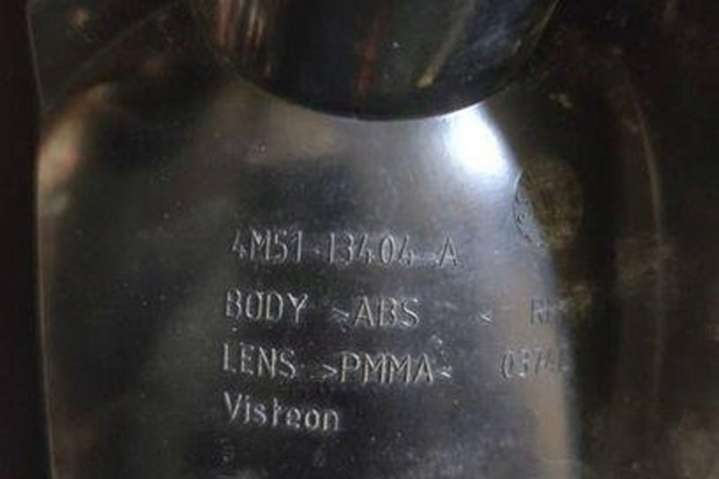 4M51-13404-A
BODY >ABS <
LENS >PMMA<
Visteon